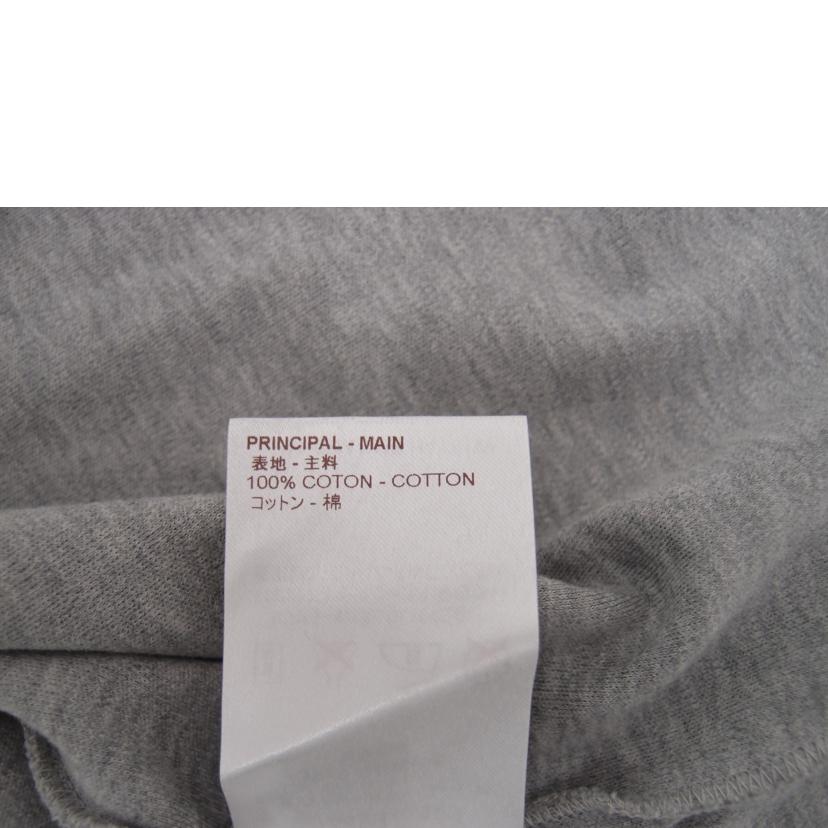 PRINCIPAL - MAIN
表地 - 主料
100% COTON - COTTON
コットン - 棉